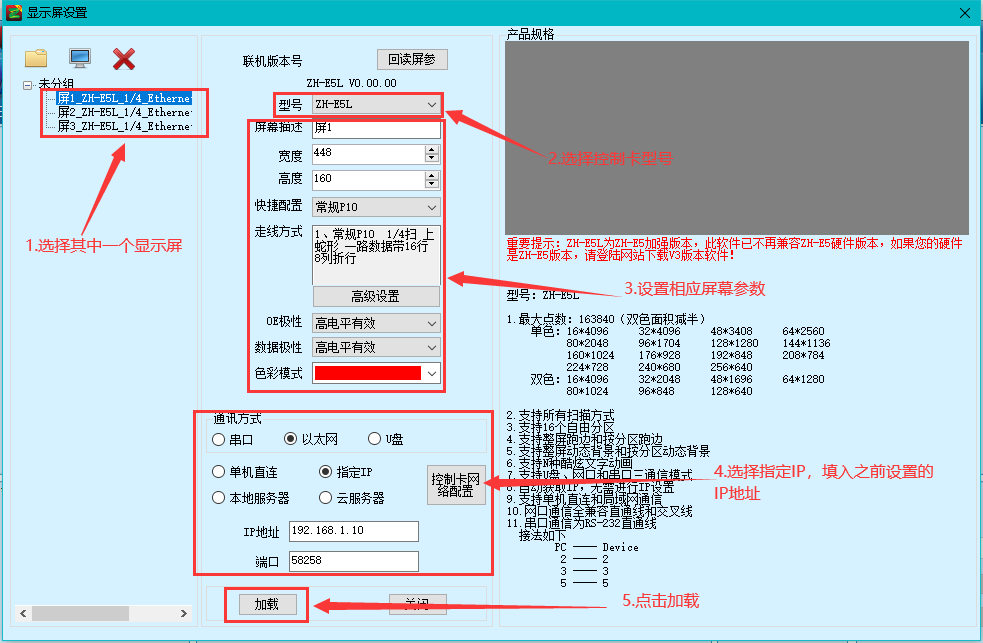 显示屏设置
未分组
屏1_ZH-E5L_1/4_Etherne
屏2_ZH-E5L_1/4_Etherne
屏3_ZH-E5L_1/4_Etherne
1.选择其中一个显示屏
联机版本号
回读屏参
ZH-E5L V0.00.00
型号 ZH-E5L
屏幕描述 屏1
宽度 448
高度 160
快捷配置 常规P10
走线方式 1、常规P10 1/4扫 上
蛇形 一路数据带16行
8列折行
高级设置
OE极性 高电平有效
数据极性 高电平有效
色彩模式
2.选择控制卡型号
3.设置相应屏幕参数
通讯方式
串口 以太网 U盘
单机直连 指定IP
本地服务器 云服务器
控制卡网
络配置
IP地址 192.168.1.10
端口 58258
4.选择指定IP，填入之前设置的
IP地址
加载 关闭
5.点击加载
产品规格
重要提示：ZH-E5L为ZH-E5加强版本，此软件已不再兼容ZH-E5硬件版本，如果您的硬件
是ZH-E5版本，请登陆网站下载V3版本软件！
型号：ZH-E5L
1.最大点数：163840（双色面积减半）
单色：16*4096 32*4096 48*3408 64*2560
80*2048 96*1704 128*1280 144*1136
160*1024 176*928 192*848 208*784
224*728 240*680 256*640
双色：16*4096 32*2048 48*1696 64*1280
80*1024 96*848 128*640
2.支持所有扫描方式
3.支持16个自由分区
4.支持整屏跑边和按分区跑边
5.支持整屏动态背景和按分区动态背景
6.支持N种酷炫文字动画
7.支持U盘、网口和串口三通信模式
8.自动获取IP，无需进行IP设置
9.支持单机直连和局域网通信
10.网口通信全兼容直通线和交叉线
11.串口通信为RS-232直通线
接法如下
PC —— Device
2 —— 2
3 —— 3
5 —— 5